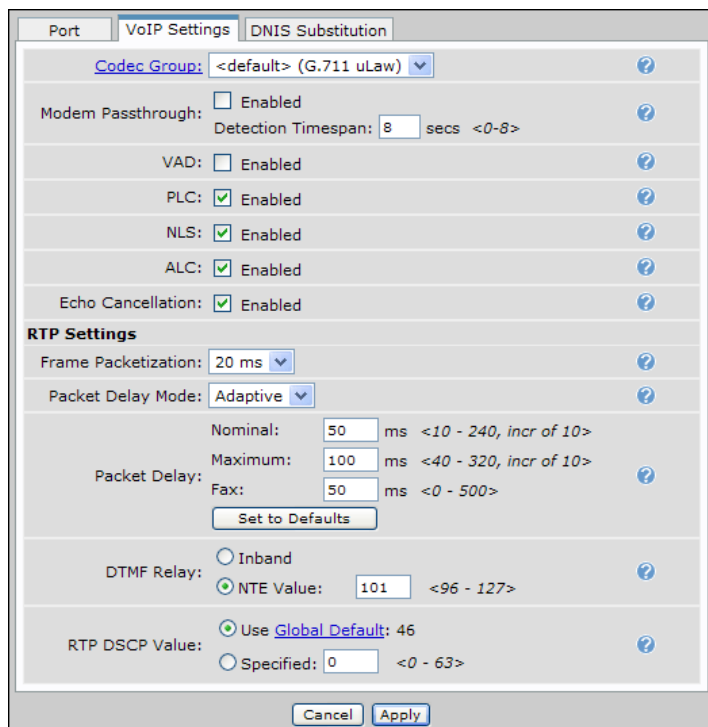 Port VoIP Settings DNIS Substitution
Codec Group: <default> (G.711 uLaw)
Modem Passthrough: Enabled
Detection Timespan: 8 secs <0-8>
VAD: Enabled
PLC: Enabled
NLS: Enabled
ALC: Enabled
Echo Cancellation: Enabled
RTP Settings
Frame Packetization: 20 ms
Packet Delay Mode: Adaptive
Packet Delay:
Nominal: 50 ms <10 - 240, incr of 10>
Maximum: 100 ms <40 - 320, incr of 10>
Fax: 50 ms <0 - 500>
Set to Defaults
DTMF Relay:
Inband
NTE Value: 101 <96 - 127>
RTP DSCP Value:
Use Global Default: 46
Specified: 0 <0 - 63>
Cancel Apply